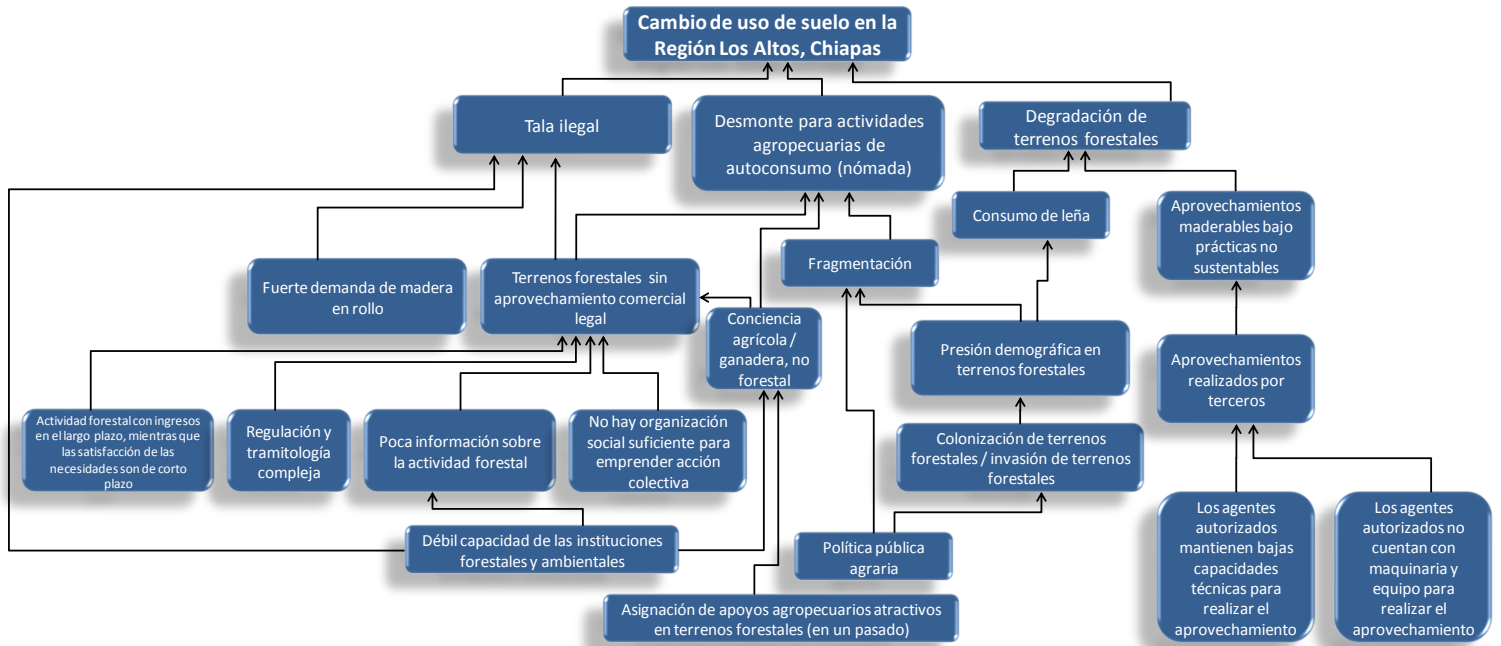 Cambio de uso de suelo en la
Región Los Altos, Chiapas
Tala ilegal
Desmonte para actividades
agropecuarias de
autoconsumo (nómada)
Degradación de
terrenos forestales
Fuerte demanda de madera
en rollo
Terrenos forestales sin
aprovechamiento comercial
legal
Conciencia
agrícola /
ganadera, no
forestal
Fragmentación
Consumo de leña
Aprovechamientos
maderables bajo
prácticas no
sustentables
Presión demográfica en
terrenos forestales
Aprovechamientos
realizados por
terceros
Actividad forestal con ingresos
en el largo plazo, mientras que
las satisfacción de las
necesidades son de corto
plazo
Regulación y
tramitología
compleja
Poca información sobre
la actividad forestal
No hay organización
social suficiente para
emprender acción
colectiva
Colonización de terrenos
forestales / invasión de terrenos
forestales
Débil capacidad de las instituciones
forestales y ambientales
Política pública
agraria
Asignación de apoyos agropecuarios atractivos
en terrenos forestales (en un pasado)
Los agentes
autorizados
mantienen bajas
capacidades
técnicas para
realizar el
aprovechamiento
Los agentes
autorizados no
cuentan con
maquinaria y
equipo para
realizar el
aprovechamiento